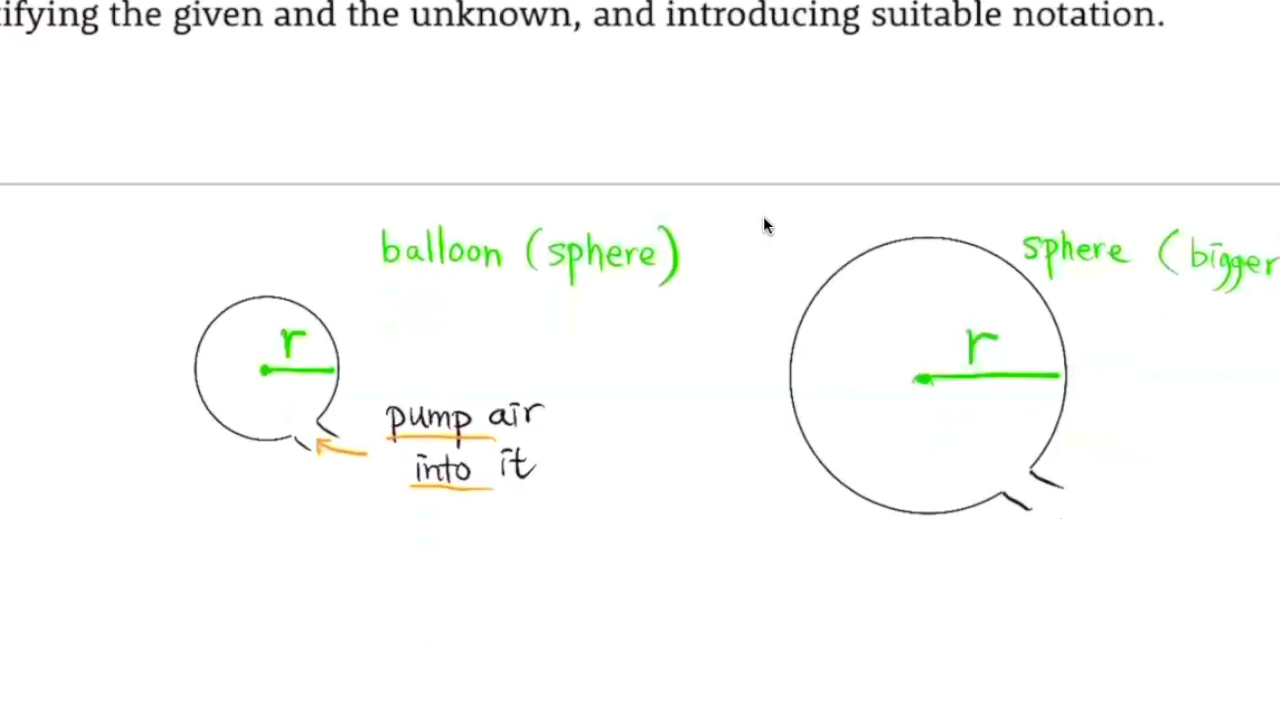 ifying the given and the unknown, and introducing suitable notation.
balloon (sphere)
sphere (bigger
r
r
pump air
into it